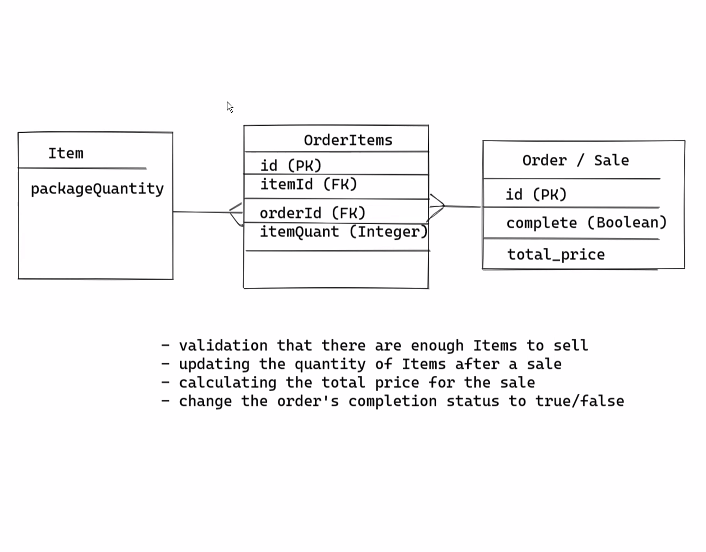 Item
packageQuantity
OrderItems
id (PK)
itemId (FK)
orderId (FK)
itemQuant (Integer)
Order / Sale
id (PK)
complete (Boolean)
total_price
- validation that there are enough Items to sell
- updating the quantity of Items after a sale
- calculating the total price for the sale
- change the order's completion status to true/false